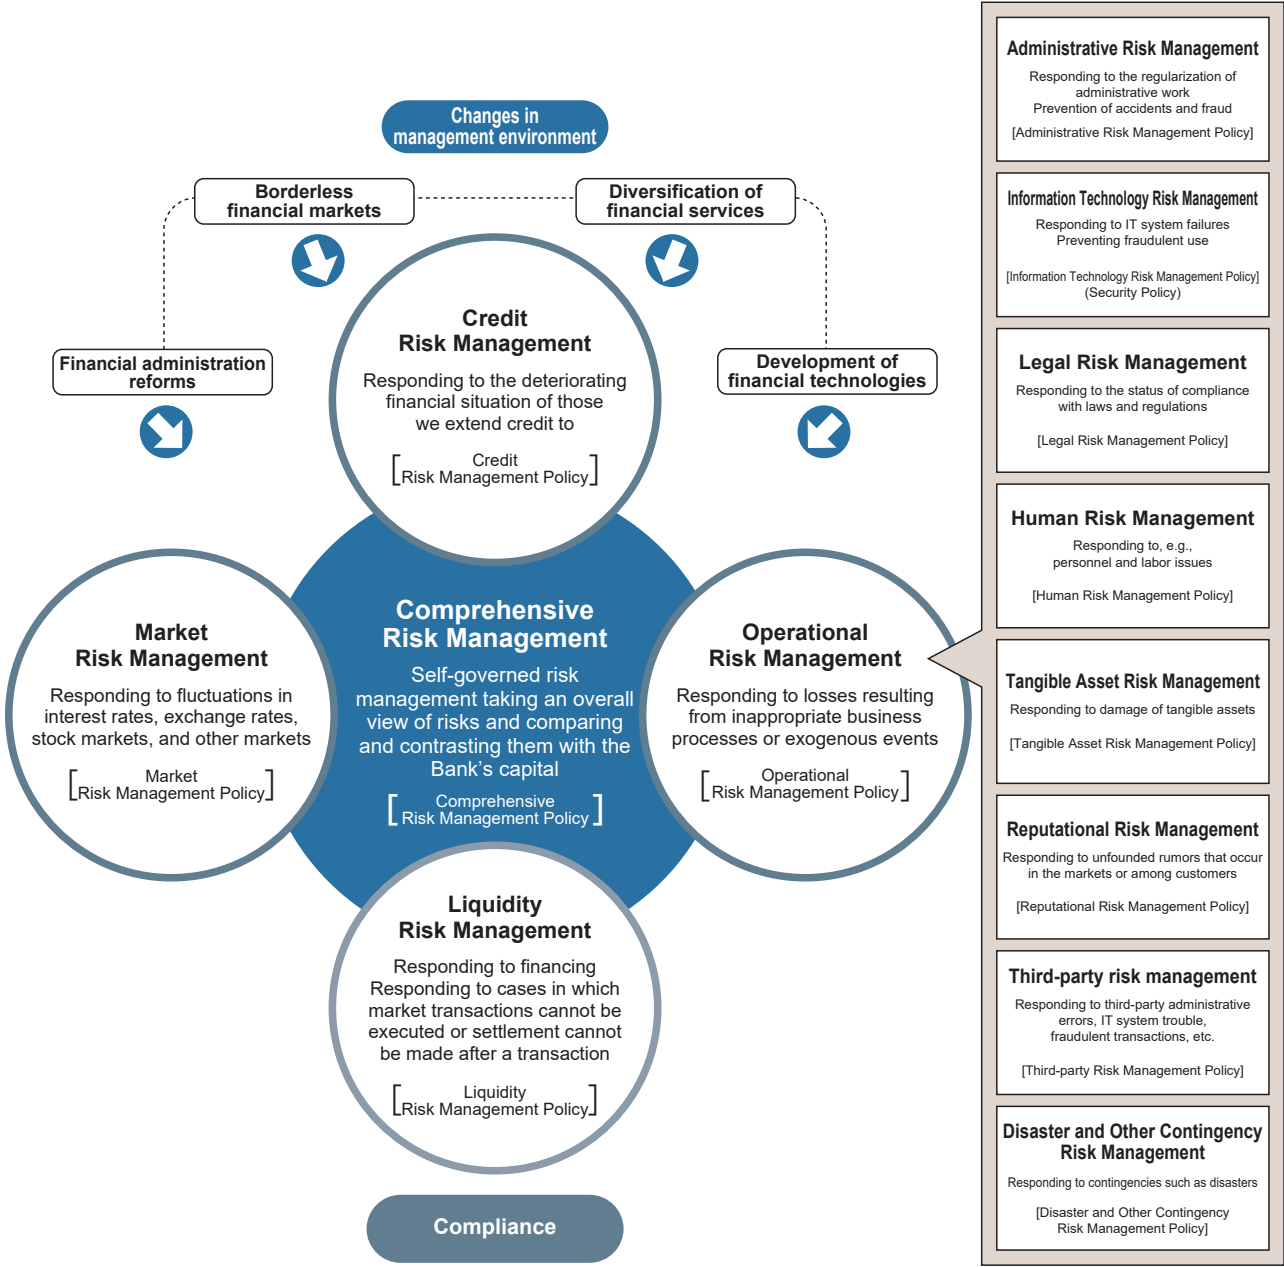 Changes in
management environment
Borderless
financial markets
Diversification of
financial services
Financial administration
reforms
Development of
financial technologies
Credit
Risk Management
Responding to the deteriorating
financial situation of those
we extend credit to
[Credit
Risk Management Policy]
Market
Risk Management
Responding to fluctuations in
interest rates, exchange rates,
stock markets, and other markets
[Market
Risk Management Policy]
Comprehensive
Risk Management
Self-governed risk
management taking an overall
view of risks and comparing
and contrasting them with the
Bank’s capital
[Comprehensive
Risk Management Policy]
Operational
Risk Management
Responding to losses resulting
from inappropriate business
processes or exogenous events
[Operational
Risk Management Policy]
Liquidity
Risk Management
Responding to financing
Responding to cases in which
market transactions cannot be
executed or settlement cannot
be made after a transaction
[Liquidity
Risk Management Policy]
Compliance
Administrative Risk Management
Responding to the regularization of
administrative work
Prevention of accidents and fraud
[Administrative Risk Management Policy]
Information Technology Risk Management
Responding to IT system failures
Preventing fraudulent use
[Information Technology Risk Management Policy]
(Security Policy)
Legal Risk Management
Responding to the status of compliance
with laws and regulations
[Legal Risk Management Policy]
Human Risk Management
Responding to, e.g.,
personnel and labor issues
[Human Risk Management Policy]
Tangible Asset Risk Management
Responding to damage of tangible assets
[Tangible Asset Risk Management Policy]
Reputational Risk Management
Responding to unfounded rumors that occur
in the markets or among customers
[Reputational Risk Management Policy]
Third-party risk management
Responding to third-party administrative
errors, IT system trouble,
fraudulent transactions, etc.
[Third-party Risk Management Policy]
Disaster and Other Contingency
Risk Management
Responding to contingencies such as disasters
[Disaster and Other Contingency
Risk Management Policy]